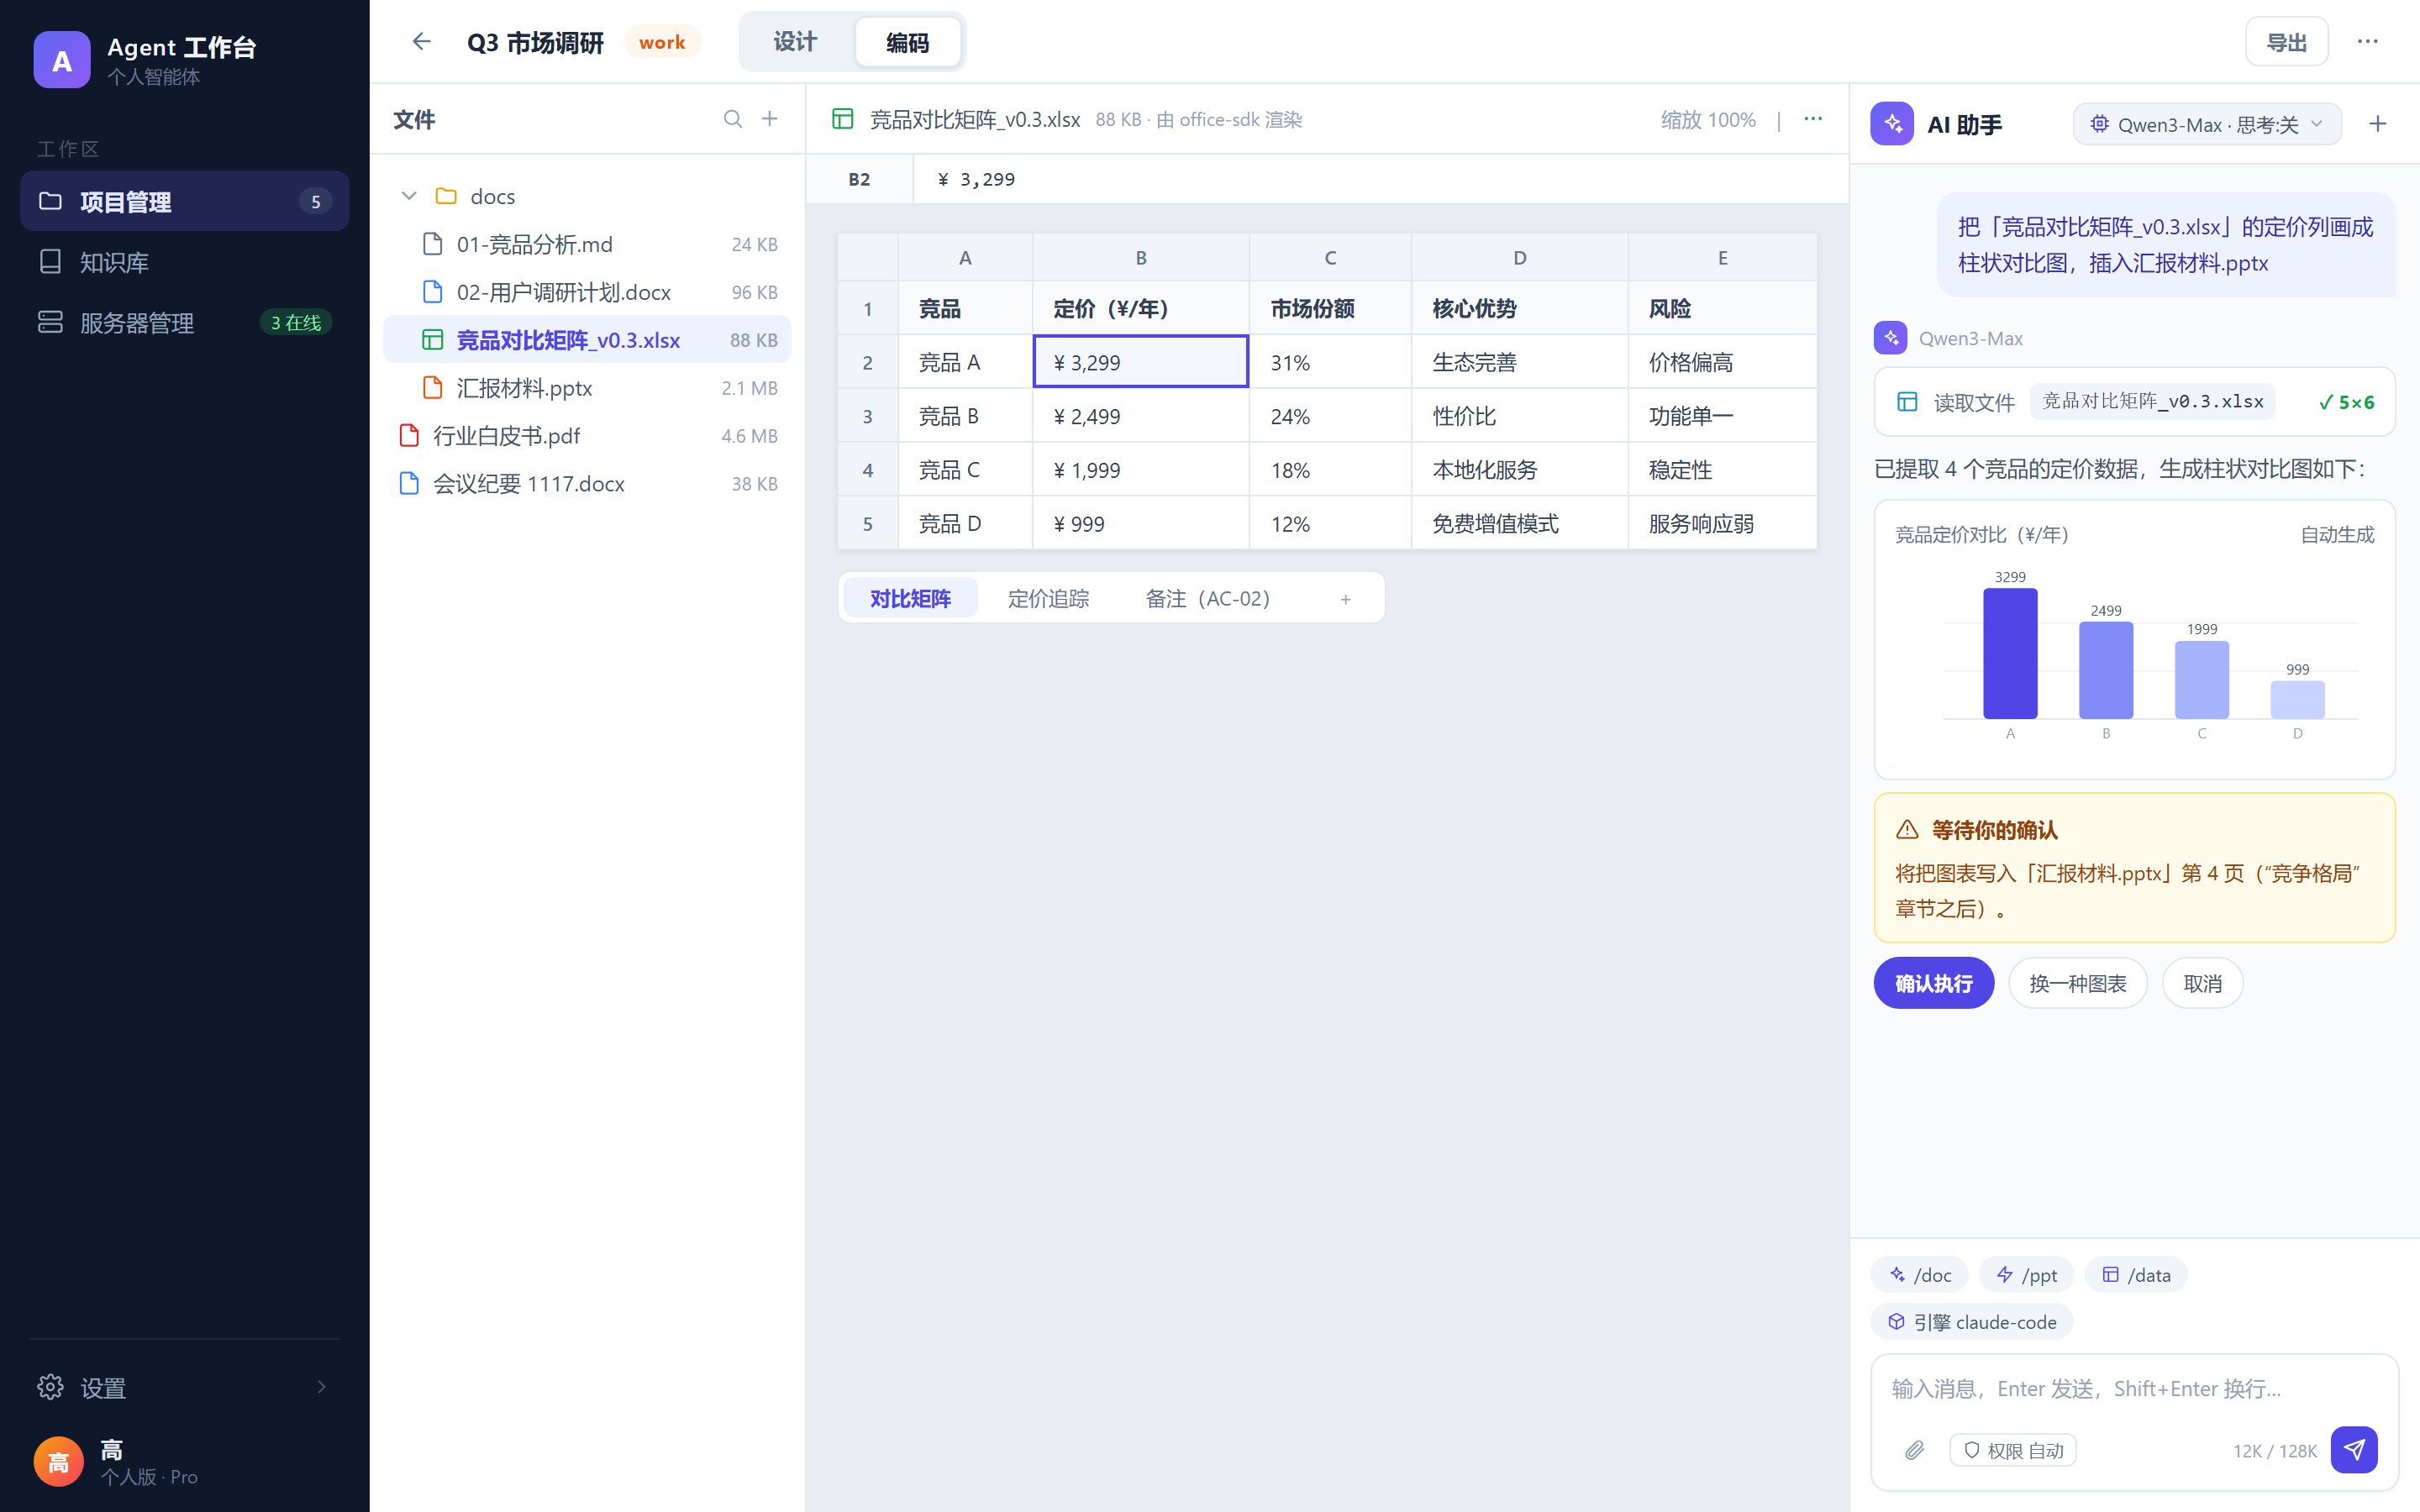 A
Agent 工作台
个人智能体
工作区
项目管理 5
知识库
服务器管理 3 在线
设置
高
高
个人版 · Pro
Q3 市场调研 work 设计 编码 导出
文件
docs
01-竞品分析.md 24 KB
02-用户调研计划.docx 96 KB
竞品对比矩阵_v0.3.xlsx 88 KB
汇报材料.pptx 2.1 MB
行业白皮书.pdf 4.6 MB
会议纪要 1117.docx 38 KB
竞品对比矩阵_v0.3.xlsx 88 KB · 由 office-sdk 渲染 缩放 100% |
B2 ¥ 3,299
A B C D E
1 竞品 定价（¥/年） 市场份额 核心优势 风险
2 竞品 A ¥ 3,299 31% 生态完善 价格偏高
3 竞品 B ¥ 2,499 24% 性价比 功能单一
4 竞品 C ¥ 1,999 18% 本地化服务 稳定性
5 竞品 D ¥ 999 12% 免费增值模式 服务响应弱
对比矩阵 定价追踪 备注（AC-02） +
AI 助手 Qwen3-Max · 思考:关
把「竞品对比矩阵_v0.3.xlsx」的定价列画成
柱状对比图，插入汇报材料.pptx
Qwen3-Max
读取文件 竞品对比矩阵_v0.3.xlsx ✓ 5×6
已提取 4 个竞品的定价数据，生成柱状对比图如下：
竞品定价对比（¥/年） 自动生成
3299
2499
1999
999
A B C D
等待你的确认
将把图表写入「汇报材料.pptx」第 4 页（“竞争格局”
章节之后）。
确认执行 换一种图表 取消
/doc /ppt /data
引擎 claude-code
输入消息，Enter 发送，Shift+Enter 换行...
权限 自动 12K / 128K